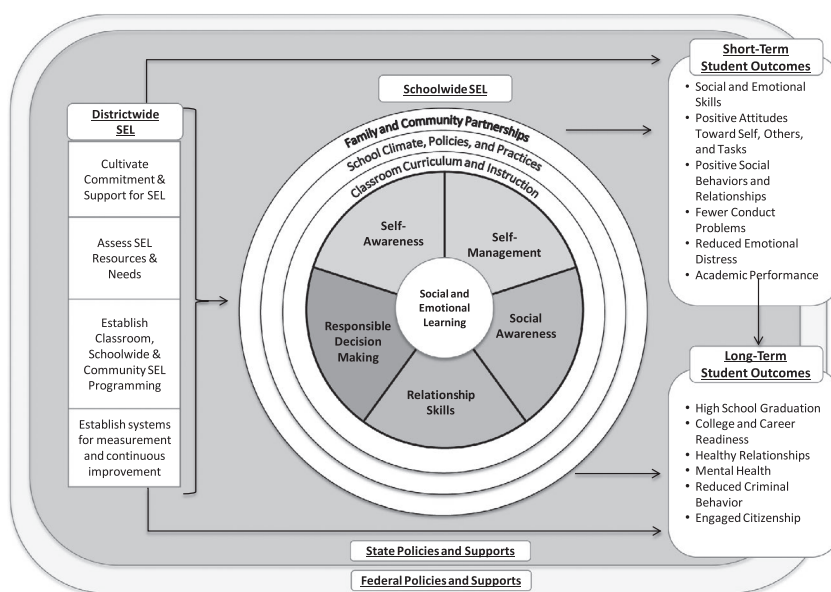 Districtwide
SEL
Cultivate
Commitment &
Support for SEL
Assess SEL
Resources &
Needs
Establish
Classroom,
Schoolwide &
Community SEL
Programming
Establish systems
for measurement
and continuous
improvement
Schoolwide SEL
Family and Community Partnerships
School Climate, Policies, and Practices
Classroom Curriculum and Instruction
Self-
Awareness
Self-
Management
Social and
Emotional
Learning
Social
Awareness
Responsible
Decision
Making
Relationship
Skills
Short-Term
Student Outcomes
• Social and Emotional
Skills
• Positive Attitudes
Toward Self, Others,
and Tasks
• Positive Social
Behaviors and
Relationships
• Fewer Conduct
Problems
• Reduced Emotional
Distress
• Academic Performance
Long-Term
Student Outcomes
• High School Graduation
• College and Career
Readiness
• Healthy Relationships
• Mental Health
• Reduced Criminal
Behavior
• Engaged Citizenship
State Policies and Supports
Federal Policies and Supports